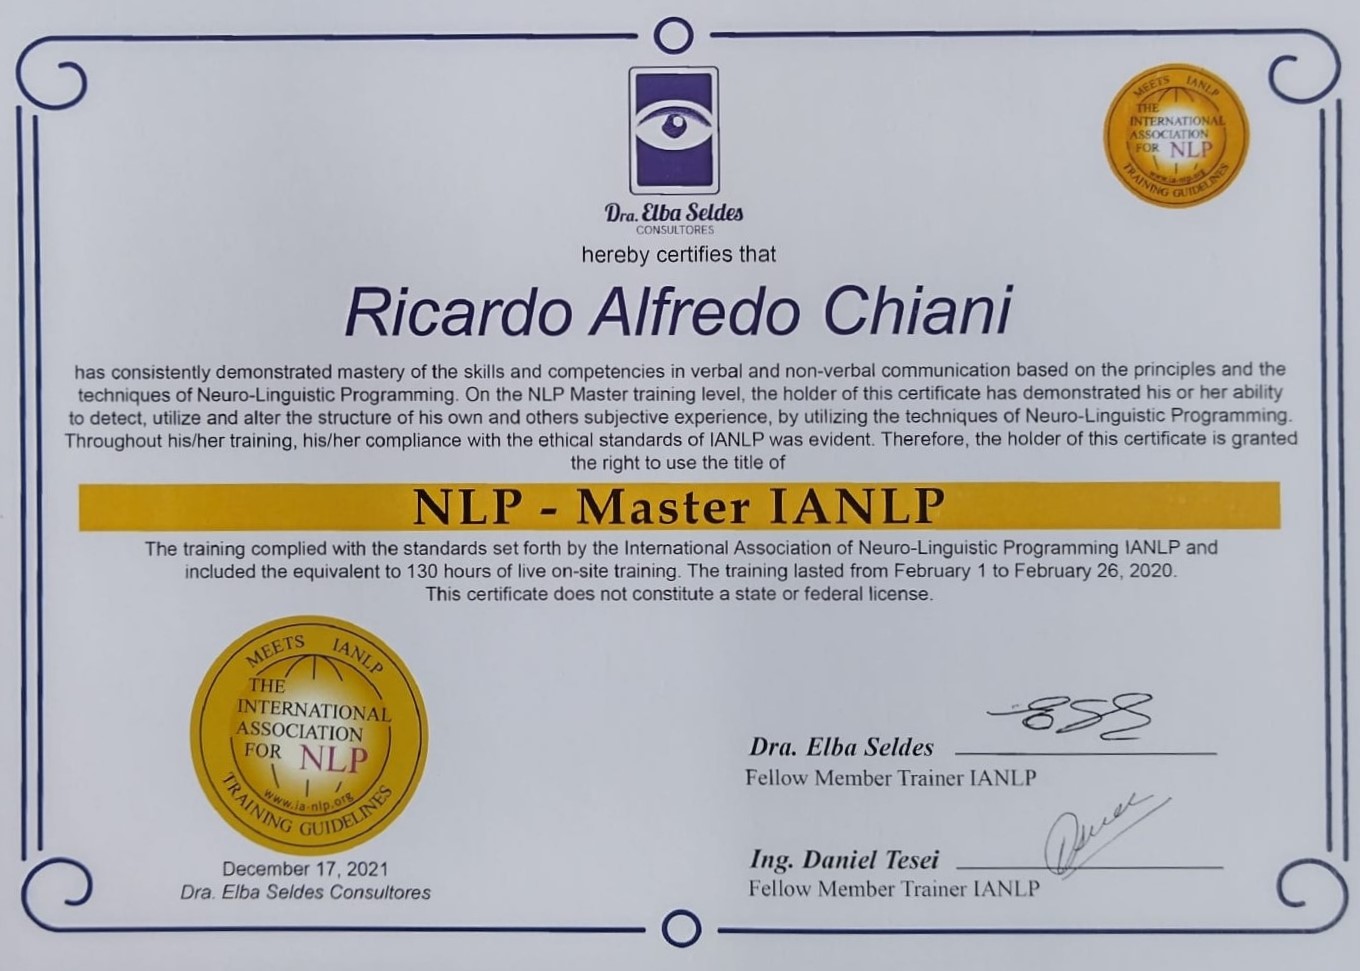 MEETS IANLP
THE
INTERNATIONAL
ASSOCIATION
FOR NLP
www.ia-nlp.org
TRAINING GUIDELINES
Dra. Elba Seldes
CONSULTORES
hereby certifies that
Ricardo Alfredo Chiani
has consistently demonstrated mastery of the skills and competencies in verbal and non-verbal communication based on the principles and the
techniques of Neuro-Linguistic Programming. On the NLP Master training level, the holder of this certificate has demonstrated his or her ability
to detect, utilize and alter the structure of his own and others subjective experience, by utilizing the techniques of Neuro-Linguistic Programming.
Throughout his/her training, his/her compliance with the ethical standards of IANLP was evident. Therefore, the holder of this certificate is granted
the right to use the title of
NLP - Master IANLP
The training complied with the standards set forth by the International Association of Neuro-Linguistic Programming IANLP and
included the equivalent to 130 hours of live on-site training. The training lasted from February 1 to February 26, 2020.
This certificate does not constitute a state or federal license.
MEETS IANLP
THE
INTERNATIONAL
ASSOCIATION
FOR NLP
www.ia-nlp.org
TRAINING GUIDELINES
December 17, 2021
Dra. Elba Seldes Consultores
Dra. Elba Seldes
Fellow Member Trainer IANLP
Ing. Daniel Tesei
Fellow Member Trainer IANLP